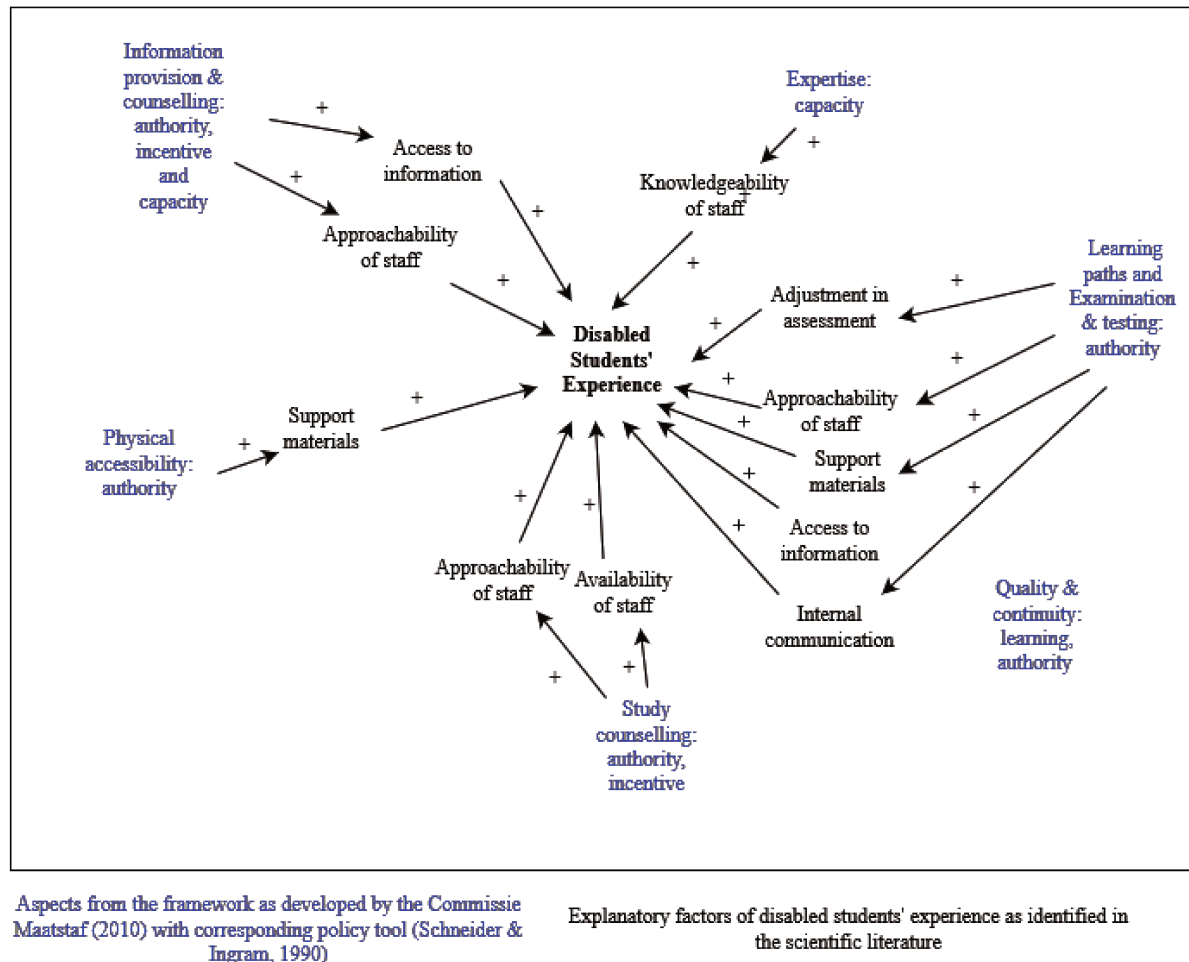 Information
provision &
counselling:
authority,
incentive
and
capacity
+
+
Access to
information
Approachability
of staff
+
+
Expertise:
capacity
+
Knowledgeability
of staff
+
+
Learning
paths and
Examination
& testing:
authority
+
+
+
+
Adjustment in
assessment
+
Disabled
Students'
Experience
Approachability
of staff
+
Support
materials
+
Access to
information
+
Internal
communication
+
Physical
accessibility:
authority
+
Support
materials
+
Approachability
of staff
+
Availability
of staff
+
+
+
Study
counselling:
authority,
incentive
Quality &
continuity:
learning,
authority
Aspects from the framework as developed by the Commissie
Maatstaf (2010) with corresponding policy tool (Schneider &
Ingram, 1990)
Explanatory factors of disabled students' experience as identified in
the scientific literature